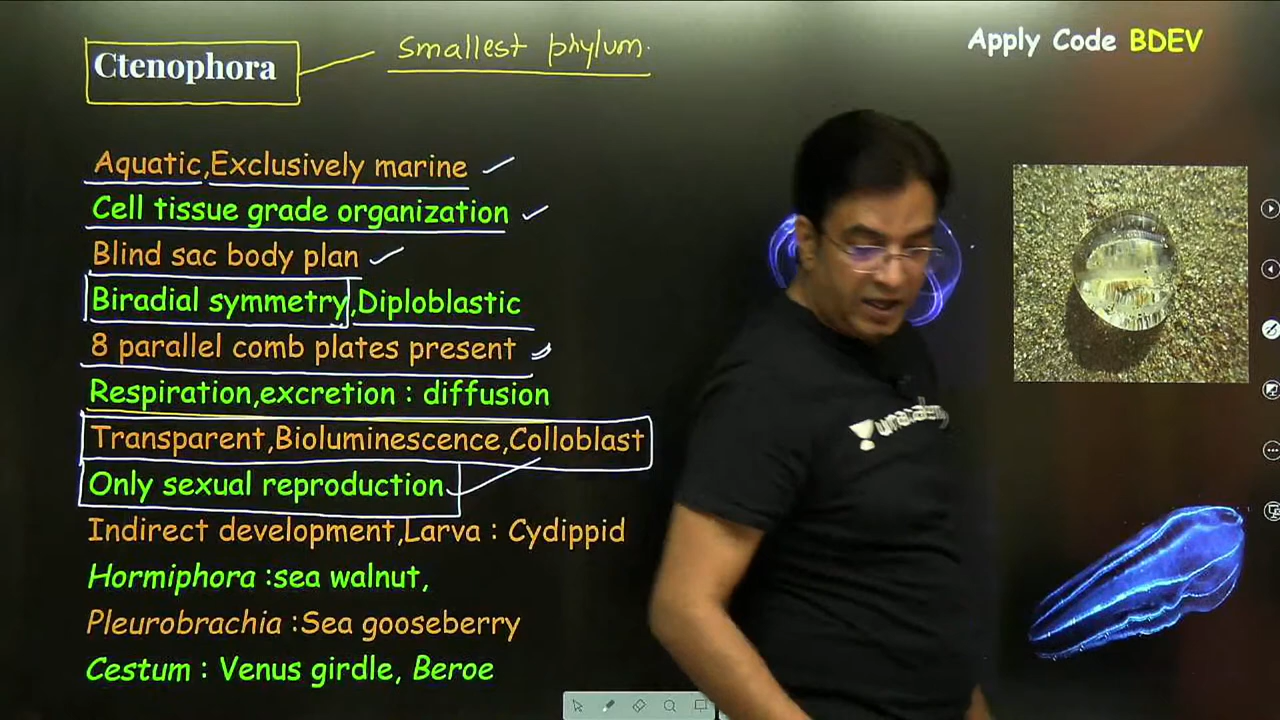 Ctenophora
Smallest phylum.
Apply Code BDEV
Aquatic,Exclusively marine
Cell tissue grade organization
Blind sac body plan
Biradial symmetry,Diploblastic
8 parallel comb plates present
Respiration,excretion : diffusion
Transparent,Bioluminescence,Colloblast
Only sexual reproduction
Indirect development,Larva : Cydippid
Hormiphora :sea walnut,
Pleurobrachia :Sea gooseberry
Cestum : Venus girdle, Beroe
unacademy